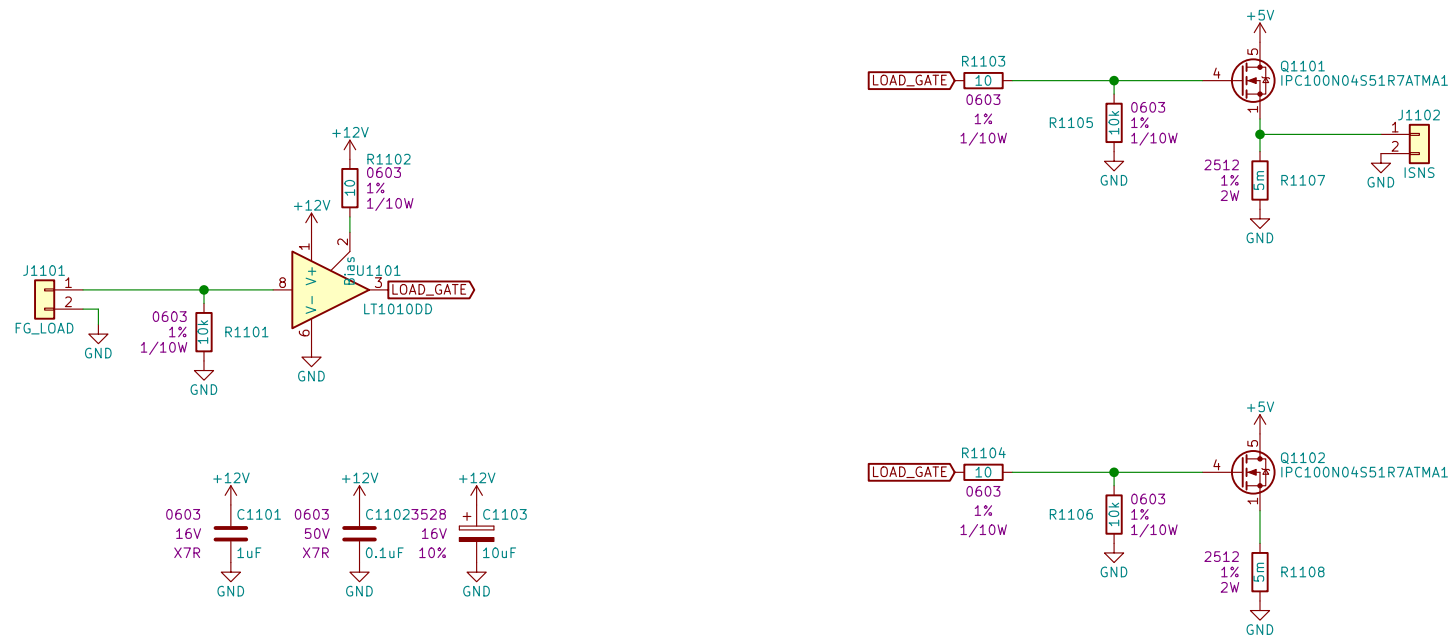 J1101
1
2
FG_LOAD
GND
0603
1%
1/10W
10k
R1101
GND
+12V
R1102
0603
1%
1/10W
10
+12V
1
2
8
V+
V-
Bias
U1101
3
LOAD_GATE
LT1010DD
6
GND
+12V
0603
16V
X7R
C1101
1uF
GND
+12V
0603
50V
X7R
C1102
0.1uF
GND
+12V
3528
16V
10%
+
C1103
10uF
GND
LOAD_GATE
R1103
10
0603
1%
1/10W
R1105
10k
0603
1%
1/10W
GND
+5V
5
4
1
Q1101
IPC100N04S51R7ATMA1
J1102
1
2
ISNS
GND
2512
1%
2W
5m
R1107
GND
LOAD_GATE
R1104
10
0603
1%
1/10W
R1106
10k
0603
1%
1/10W
GND
+5V
5
4
1
Q1102
IPC100N04S51R7ATMA1
2512
1%
2W
5m
R1108
GND